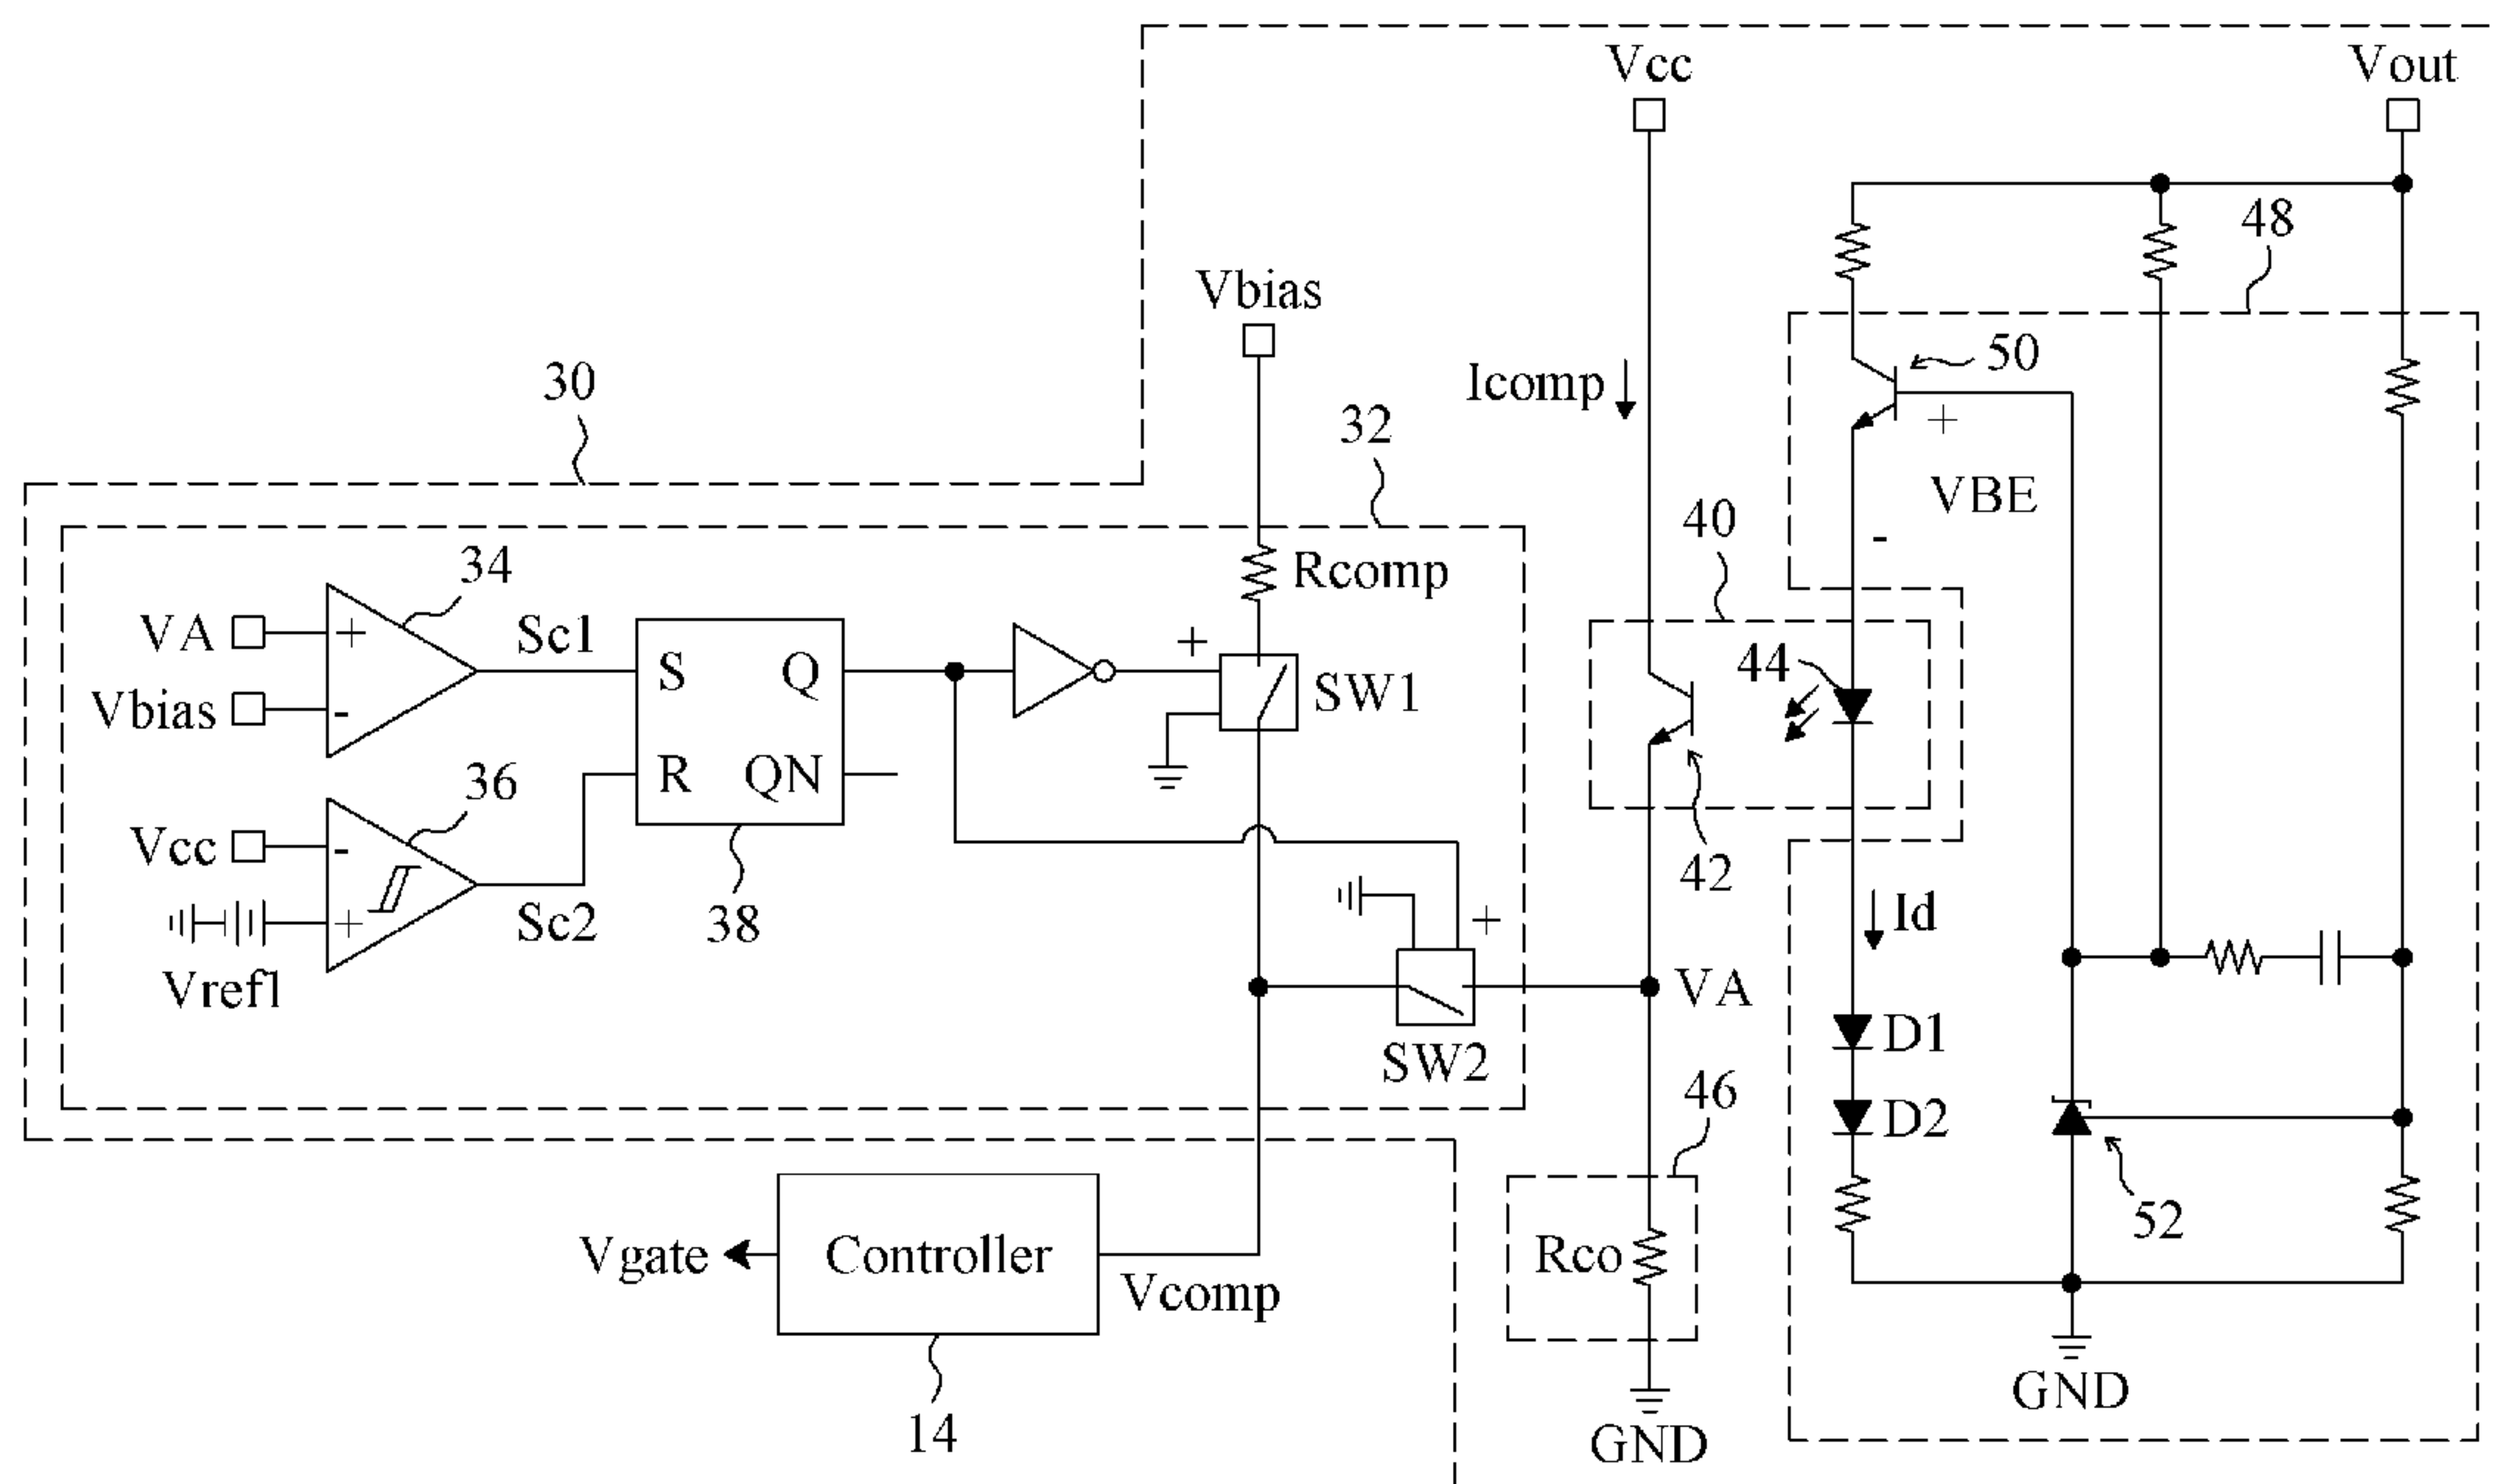 Vcc
Vout
48
Vbias
30
32
Icomp
50
+
VBE
-
40
34
Rcomp
VA
+
Sc1
S
Q
+
SW1
44
Vbias
-
36
R
QN
Vcc
-
42
+
Vref1
Sc2
38
+
Id
VA
D1
SW2
46
D2
52
Vgate
Controller
Vcomp
Rco
14
GND
GND